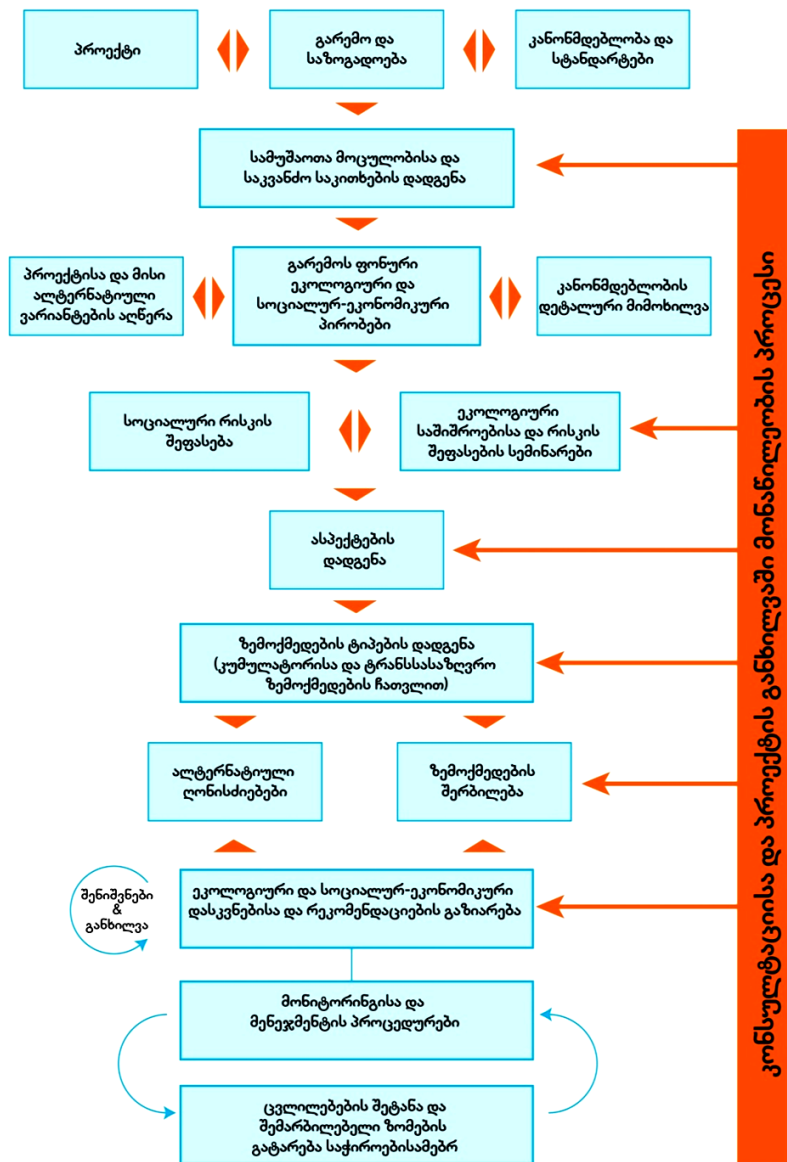 პროექტი
გარემო და
საზოგადოება
კანონმდებლობა და
სტანდარტები
სამუშაოთა მოცულობისა და
საკვანძო საკითხების დადგენა
პროექტისა და მისი
ალტერნატიული
ვარიანტების აღწერა
გარემოს ფონური
ეკოლოგიური და
სოციალურ-ეკონომიკური
პირობები
კანონმდებლობის
დეტალური მიმოხილვა
სოციალური რისკის
შეფასება
ეკოლოგიური
საშიშროებისა და რისკის
შეფასების სემინარები
ასპექტების
დადგენა
ზემოქმედების ტიპების დადგენა
(კუმულატორისა და ტრანსსასაზღვრო
ზემოქმედების ჩათვლით)
ალტერნატიული
ღონისძიებები
ზემოქმედების
შერბილება
შენიშვნები
&
განხილვა
ეკოლოგიური და სოციალურ-ეკონომიკური
დასკვნებისა და რეკომენდაციების გაზიარება
მონიტორინგისა და
მენეჯმენტის პროცედურები
ცვლილებების შეტანა და
შემარბილებელი ზომების
გატარება საჭიროებისამებრ
კონსულტაციისა და პროექტის განხილვაში მონაწილეობის პროცესი